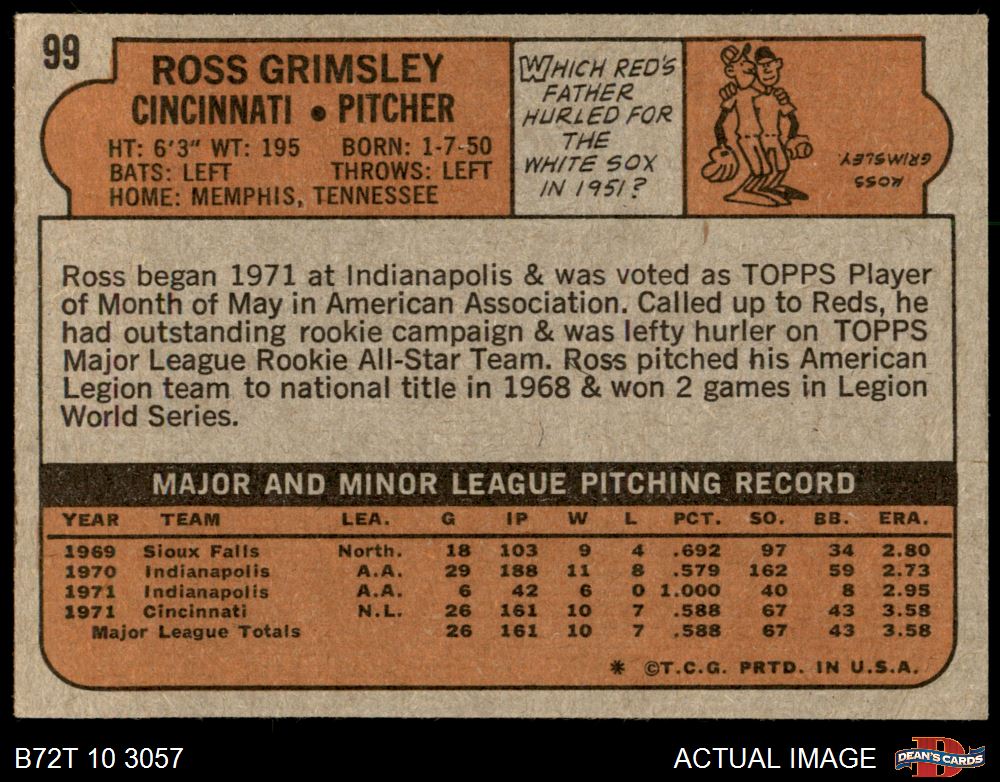 99
ROSS GRIMSLEY
CINCINNATI • PITCHER
HT: 6'3" WT: 195 BORN: 1-7-50
BATS: LEFT THROWS: LEFT
HOME: MEMPHIS, TENNESSEE
WHICH RED'S
FATHER
HURLED FOR
THE
WHITE SOX
IN 1951?
ROSS
GRIMSLEY
Ross began 1971 at Indianapolis & was voted as TOPPS Player
of Month of May in American Association. Called up to Reds, he
had outstanding rookie campaign & was lefty hurler on TOPPS
Major League Rookie All-Star Team. Ross pitched his American
Legion team to national title in 1968 & won 2 games in Legion
World Series.
MAJOR AND MINOR LEAGUE PITCHING RECORD
YEAR TEAM LEA. G IP W L PCT. SO. BB. ERA.
1969 Sioux Falls North. 18 103 9 4 .692 97 34 2.80
1970 Indianapolis A.A. 29 188 11 8 .579 162 59 2.73
1971 Indianapolis A.A. 6 42 6 0 1.000 40 8 2.95
1971 Cincinnati N.L. 26 161 10 7 .588 67 43 3.58
Major League Totals 26 161 10 7 .588 67 43 3.58
* ©T.C.G. PRTD. IN U.S.A.
B72T 10 3057
ACTUAL IMAGE
D
DEAN'S CARDS